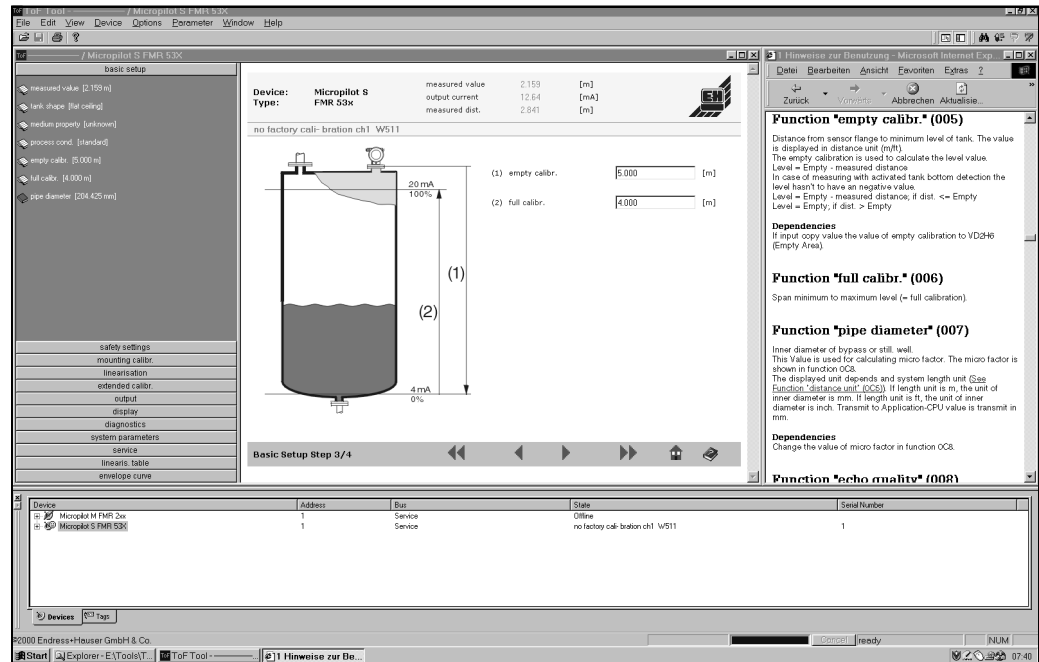 ToF Tool - ———— / Micropilot S FMR 53X
File Edit View Device Options Parameter Window Help
———— / Micropilot S FMR 53X
basic setup
measured value [2.159 m]
tank shape [flat ceiling]
medium property [unknown]
process cond. [standard]
empty calibr. [5.000 m]
full calibr. [4.000 m]
pipe diameter [204.425 mm]
safety settings
mounting calibr.
linearisation
extended calibr.
output
display
diagnostics
system parameters
service
linearis. table
envelope curve
Device: Micropilot S
Type: FMR 53x
measured value 2.159 [m]
output current 12.64 [mA]
measured dist. 2.841 [m]
EH
no factory cali- bration ch1 W511
20 mA
100%
(1)
(2)
4 mA
0%
(1) empty calibr. 5.000 [m]
(2) full calibr. 4.000 [m]
Basic Setup Step 3/4
1 Hinweise zur Benutzung - Microsoft Internet Exp...
Datei Bearbeiten Ansicht Favoriten Extras ?
Zurück Vorwärts Abbrechen Aktualisie...
Function "empty calibr." (005)
Distance from sensor flange to minimum level of tank. The value
is displayed in distance unit (m/ft).
The empty calibration is used to calculate the level value.
Level = Empty - measured distance
In case of measuring with activated tank bottom detection the
level hasn't to have an negative value.
Level = Empty - measured distance; if dist. <= Empty
Level = Empty; if dist. > Empty
Dependencies
If input copy value the value of empty calibration to VD2H6
(Empty Area).
Function "full calibr." (006)
Span minimum to maximum level (= full calibration).
Function "pipe diameter" (007)
Inner diameter of bypass or still. well.
This Value is used for calculating micro factor. The micro factor is
shown in function 0C8.
The displayed unit depends and system length unit (See
Function "distance unit" (0C5)). If length unit is m, the unit of
inner diameter is mm. If length unit is ft, the unit of inner
diameter is inch. Transmit to Application-CPU value is transmit in
mm.
Dependencies
Change the value of micro factor in function 0C8.
Function "echo quality" (008)
Device Address Bus State Serial Number
Micropilot M FMR 2xx 1 Service Offline
Micropilot S FMR 53X 1 Service no factory cali- bration ch1 W511 1
Devices Tags
©2000 Endress+Hauser GmbH & Co.
Cancel ready NUM
Start Explorer - E:\Tools\T... ToF Tool - ————... 1 Hinweise zur Be... 07:40